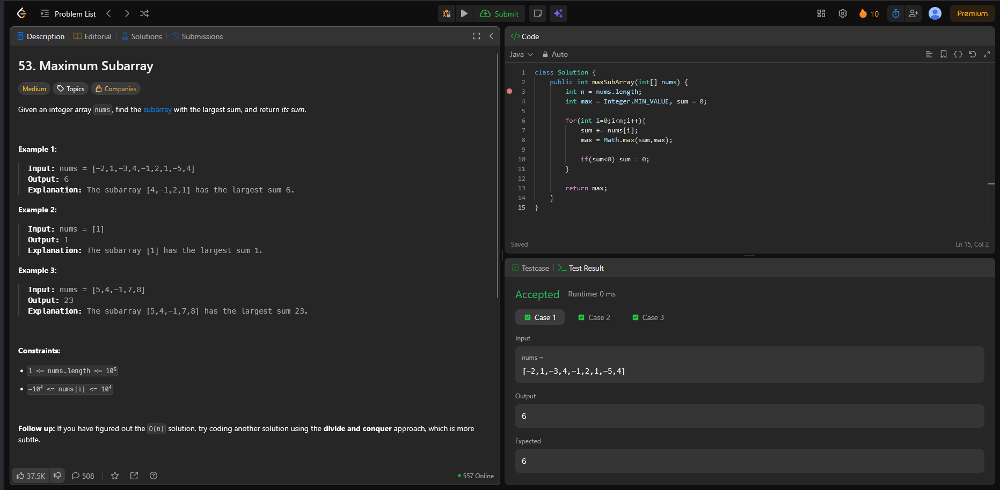 Problem List
Submit
10
Premium
Description
Editorial
Solutions
Submissions
53. Maximum Subarray
Medium
Topics
Companies
Given an integer array nums, find the subarray with the largest sum, and return its sum.
Example 1:
Input: nums = [-2,1,-3,4,-1,2,1,-5,4]
Output: 6
Explanation: The subarray [4,-1,2,1] has the largest sum 6.
Example 2:
Input: nums = [1]
Output: 1
Explanation: The subarray [1] has the largest sum 1.
Example 3:
Input: nums = [5,4,-1,7,8]
Output: 23
Explanation: The subarray [5,4,-1,7,8] has the largest sum 23.
Constraints:
• 1 <= nums.length <= 10⁵
• -10⁴ <= nums[i] <= 10⁴
Follow up: If you have figured out the O(n) solution, try coding another solution using the divide and conquer approach, which is more
subtle.
37.5K
508
557 Online
</> Code
Java
Auto
1 class Solution {
2     public int maxSubArray(int[] nums) {
3         int n = nums.length;
4         int max = Integer.MIN_VALUE, sum = 0;
5
6         for(int i=0;i<n;i++){
7             sum += nums[i];
8             max = Math.max(sum,max);
9
10             if(sum<0) sum = 0;
11         }
12
13         return max;
14     }
15 }
Saved
Ln 15, Col 2
Testcase
Test Result
Accepted
Runtime: 0 ms
Case 1
Case 2
Case 3
Input
nums =
[-2,1,-3,4,-1,2,1,-5,4]
Output
6
Expected
6